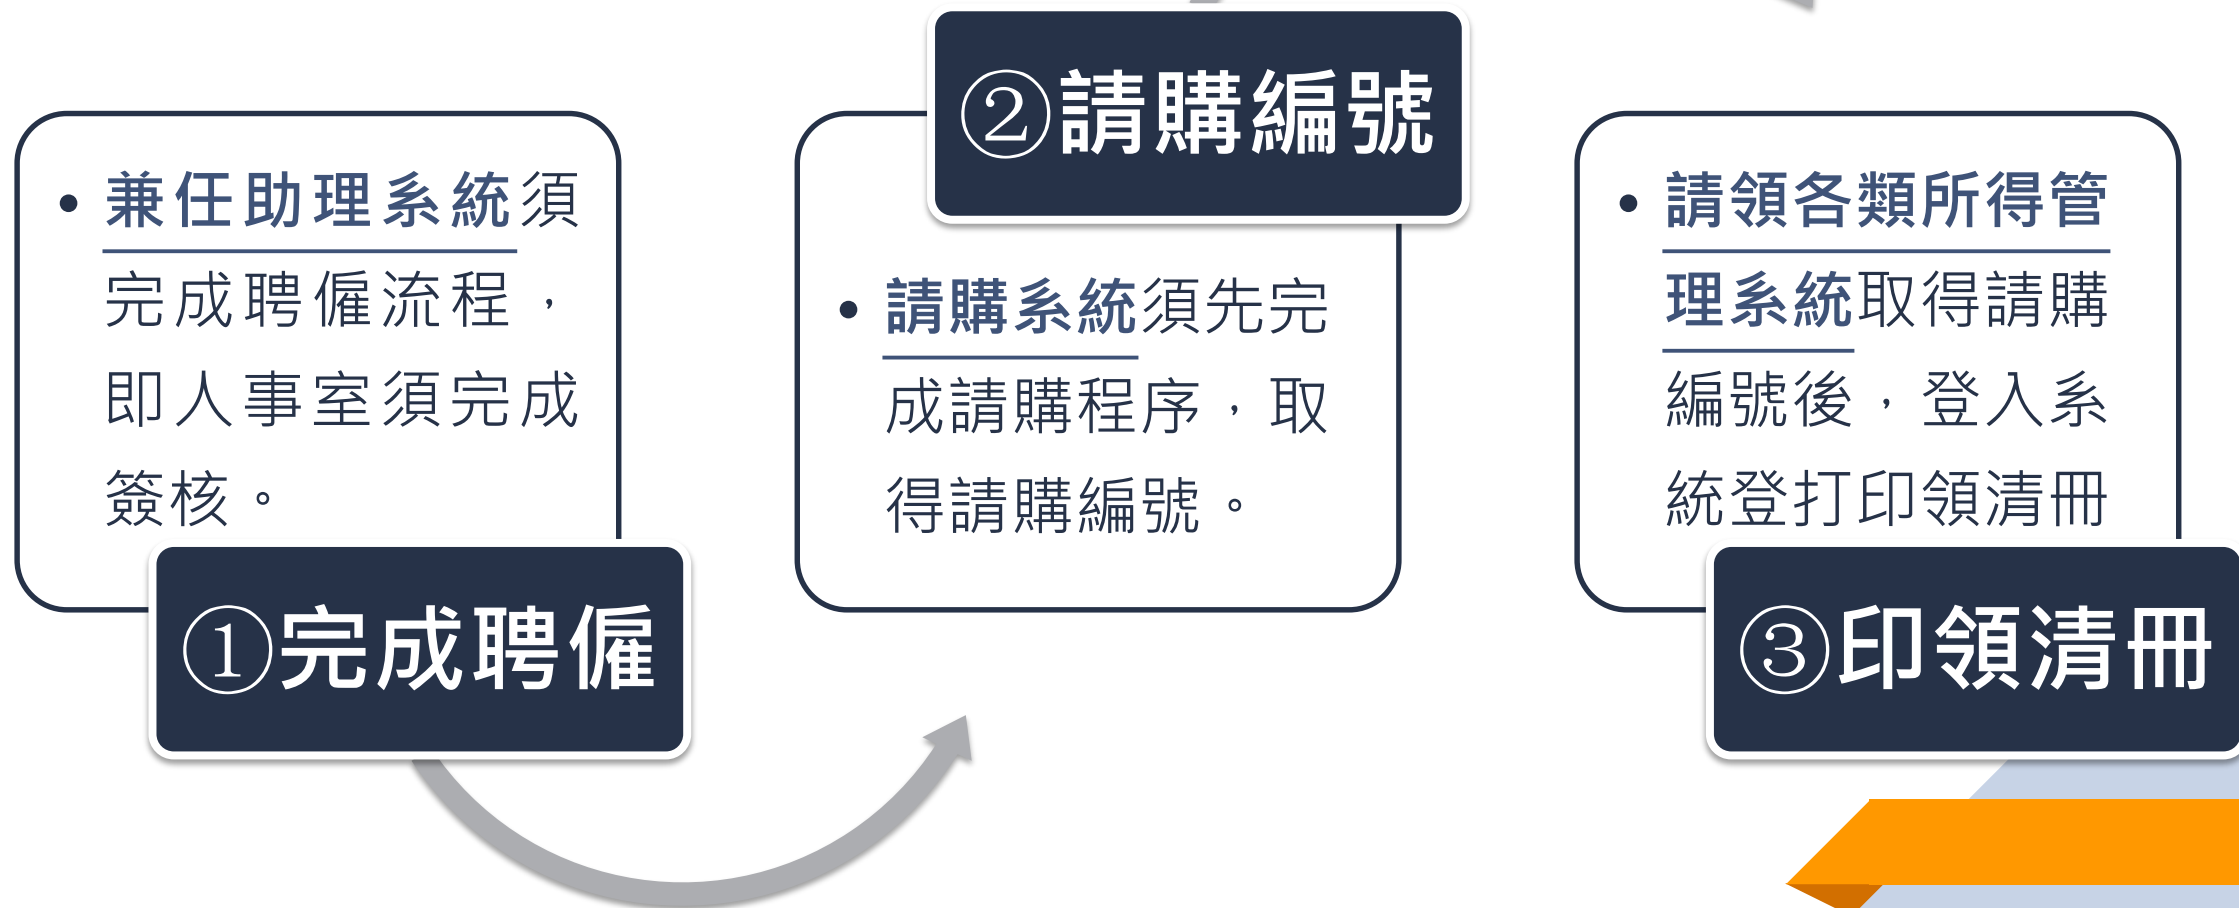 • 兼任助理系統須
完成聘僱流程，
即人事室須完成
簽核。
①完成聘僱
②請購編號
• 請購系統須先完
成請購程序，取
得請購編號。
• 請領各類所得管
理系統取得請購
編號後，登入系
統登打印領清冊
③印領清冊